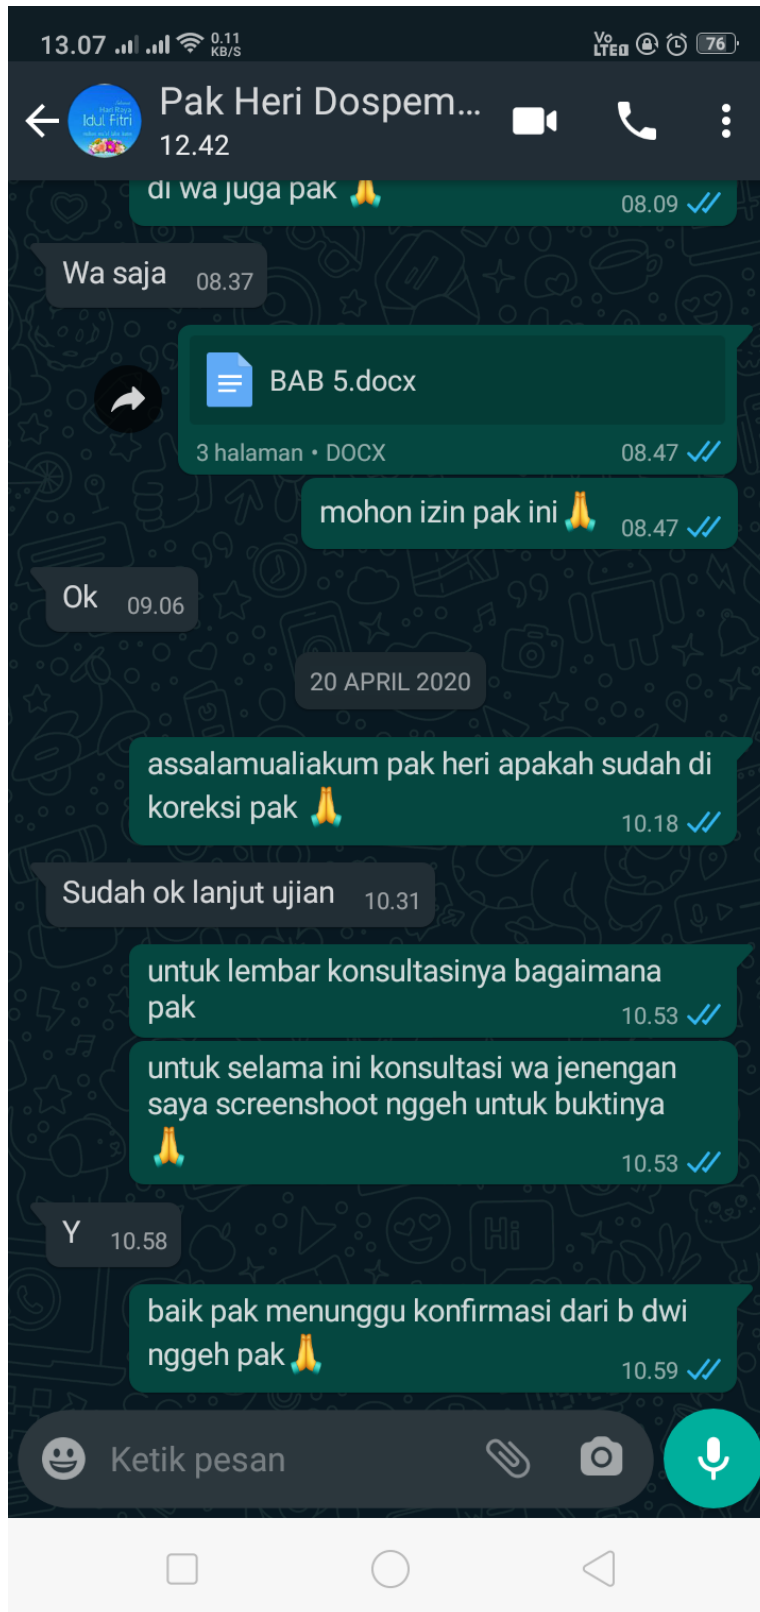 13.07 0.11 KB/S Vo LTE 76
Pak Heri Dospem...
12.42
Idul Fitri
di wa juga pak 🙏 08.09
Wa saja 08.37
BAB 5.docx
3 halaman • DOCX 08.47
mohon izin pak ini 🙏 08.47
Ok 09.06
20 APRIL 2020
assalamualiakum pak heri apakah sudah di
koreksi pak 🙏 10.18
Sudah ok lanjut ujian 10.31
untuk lembar konsultasinya bagaimana
pak 10.53
untuk selama ini konsultasi wa jenengan
saya screenshoot nggeh untuk buktinya
🙏 10.53
Y 10.58
baik pak menunggu konfirmasi dari b dwi
nggeh pak 🙏 10.59
Ketik pesan